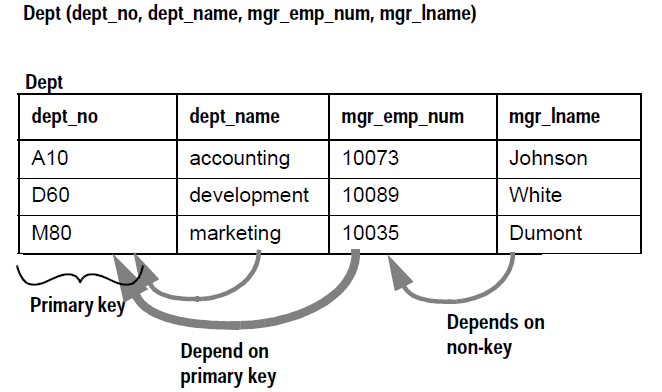 Dept (dept_no, dept_name, mgr_emp_num, mgr_lname)
Dept
dept_no dept_name mgr_emp_num mgr_lname
A10 accounting 10073 Johnson
D60 development 10089 White
M80 marketing 10035 Dumont
Primary key
Depend on
primary key
Depends on
non-key